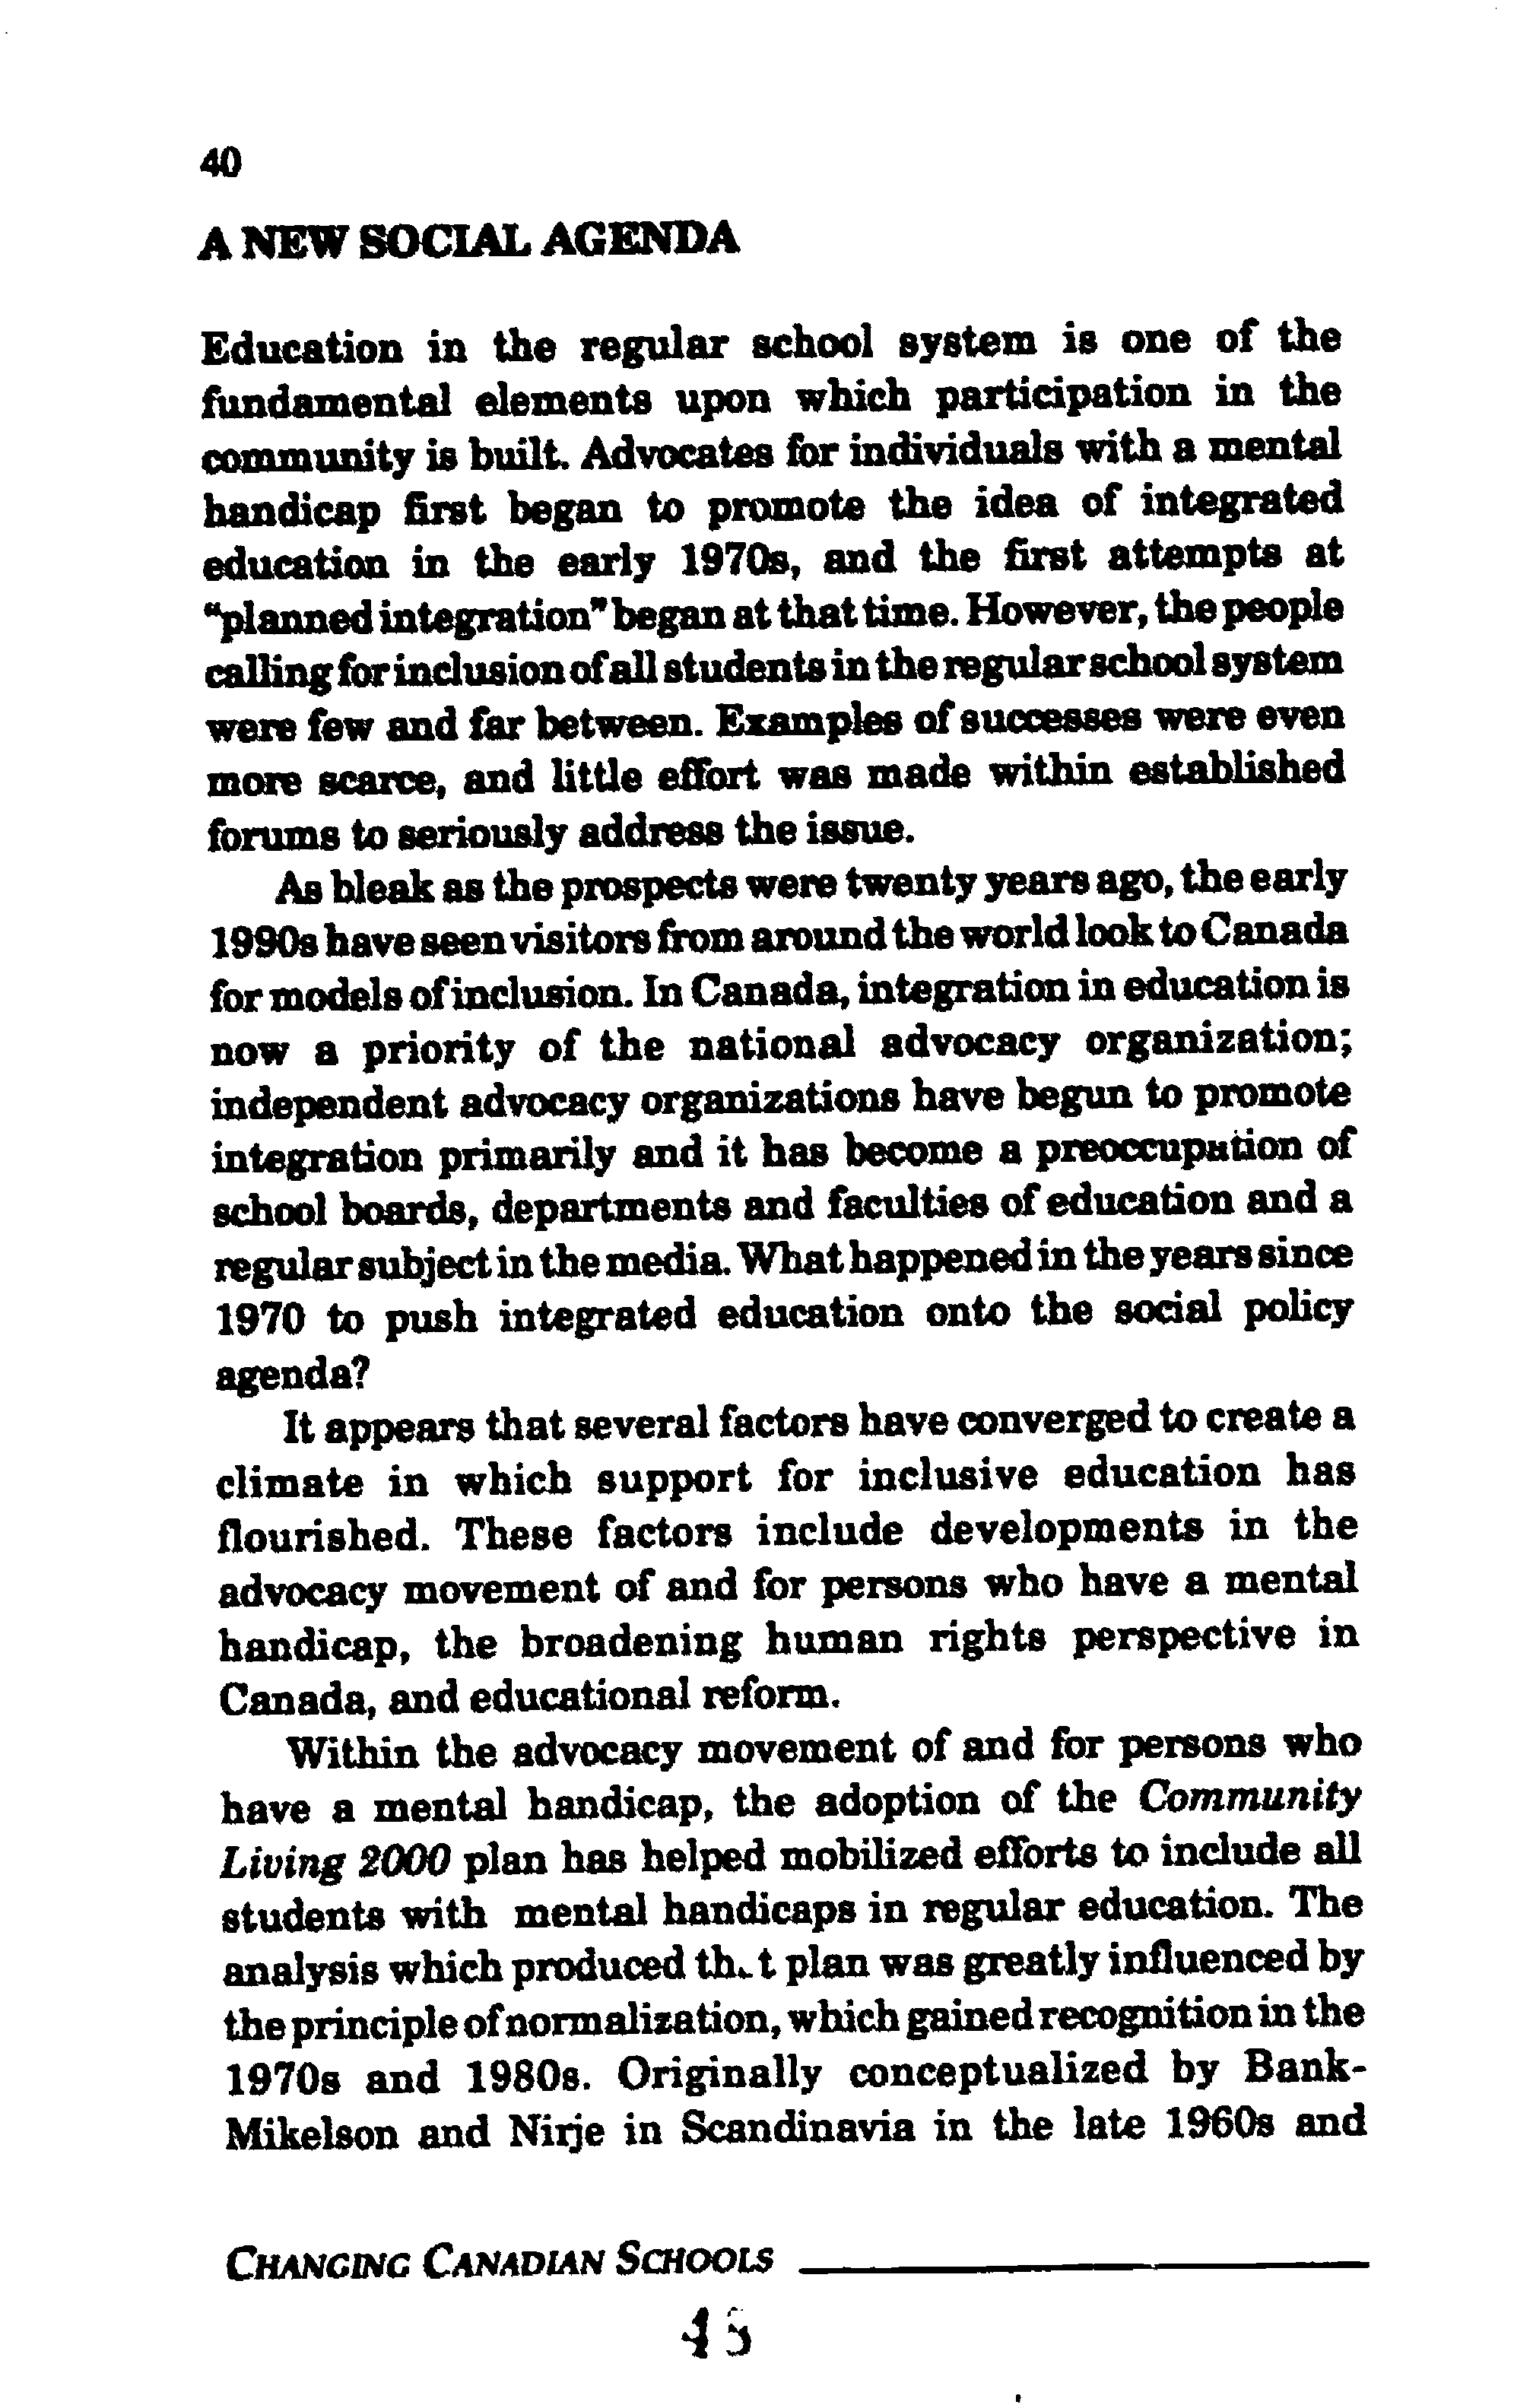 40
A NEW SOCIAL AGENDA
Education in the regular school system is one of the
fundamental elements upon which participation in the
community is built. Advocates for individuals with a mental
handicap first began to promote the idea of integrated
education in the early 1970s, and the first attempts at
"planned integration" began at that time. However, the people
calling for inclusion of all students in the regular school system
were few and far between. Examples of successes were even
more scarce, and little effort was made within established
forums to seriously address the issue.
As bleak as the prospects were twenty years ago, the early
1990s have seen visitors from around the world look to Canada
for models of inclusion. In Canada, integration in education is
now a priority of the national advocacy organization;
independent advocacy organizations have begun to promote
integration primarily and it has become a preoccupation of
school boards, departments and faculties of education and a
regular subject in the media. What happened in the years since
1970 to push integrated education onto the social policy
agenda?
It appears that several factors have converged to create a
climate in which support for inclusive education has
flourished. These factors include developments in the
advocacy movement of and for persons who have a mental
handicap, the broadening human rights perspective in
Canada, and educational reform.
Within the advocacy movement of and for persons who
have a mental handicap, the adoption of the Community
Living 2000 plan has helped mobilized efforts to include all
students with mental handicaps in regular education. The
analysis which produced th.t plan was greatly influenced by
the principle of normalization, which gained recognition in the
1970s and 1980s. Originally conceptualized by Bank-
Mikelson and Nirje in Scandinavia in the late 1960s and
CHANGING CANADIAN SCHOOLS